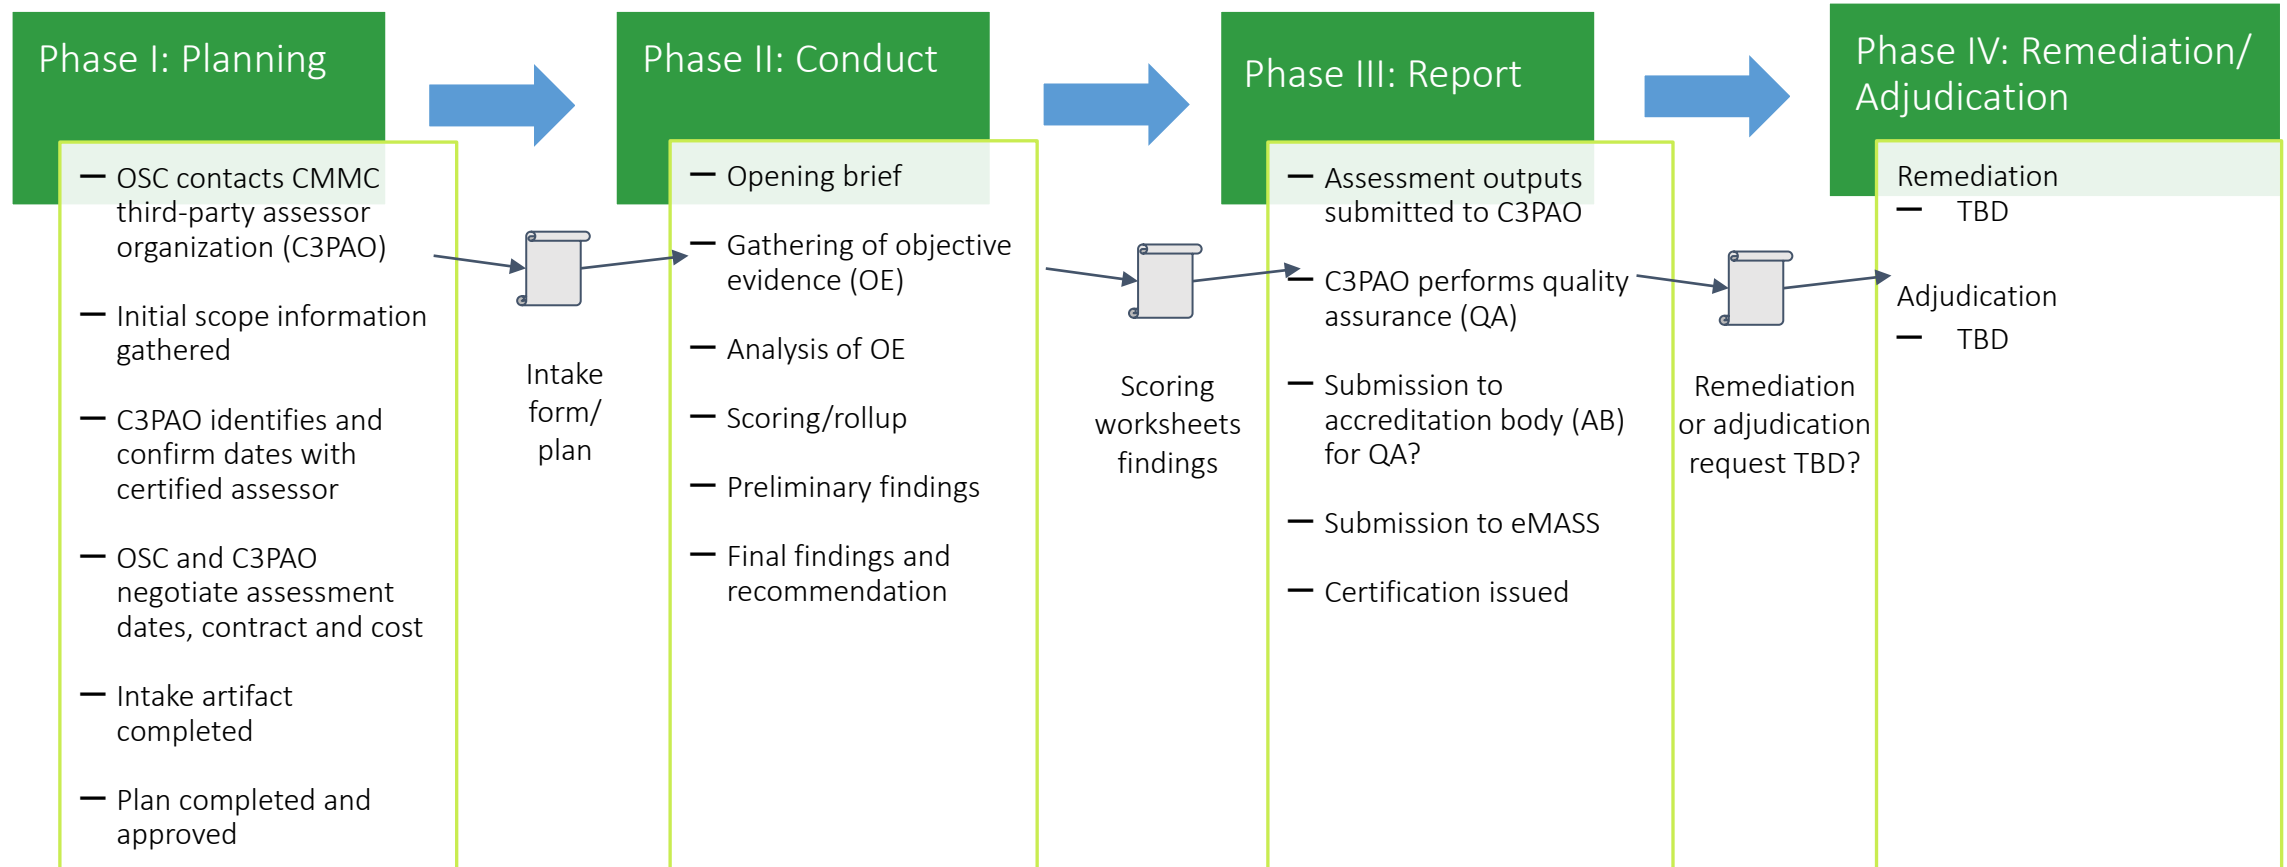 Phase I: Planning
— OSC contacts CMMC
third-party assessor
organization (C3PAO)
— Initial scope information
gathered
— C3PAO identifies and
confirm dates with
certified assessor
— OSC and C3PAO
negotiate assessment
dates, contract and cost
— Intake artifact
completed
— Plan completed and
approved
Intake
form/
plan
Phase II: Conduct
— Opening brief
— Gathering of objective
evidence (OE)
— Analysis of OE
— Scoring/rollup
— Preliminary findings
— Final findings and
recommendation
Scoring
worksheets
findings
Phase III: Report
— Assessment outputs
submitted to C3PAO
— C3PAO performs quality
assurance (QA)
— Submission to
accreditation body (AB)
for QA?
— Submission to eMASS
— Certification issued
Remediation
or adjudication
request TBD?
Phase IV: Remediation/
Adjudication
Remediation
— TBD
Adjudication
— TBD